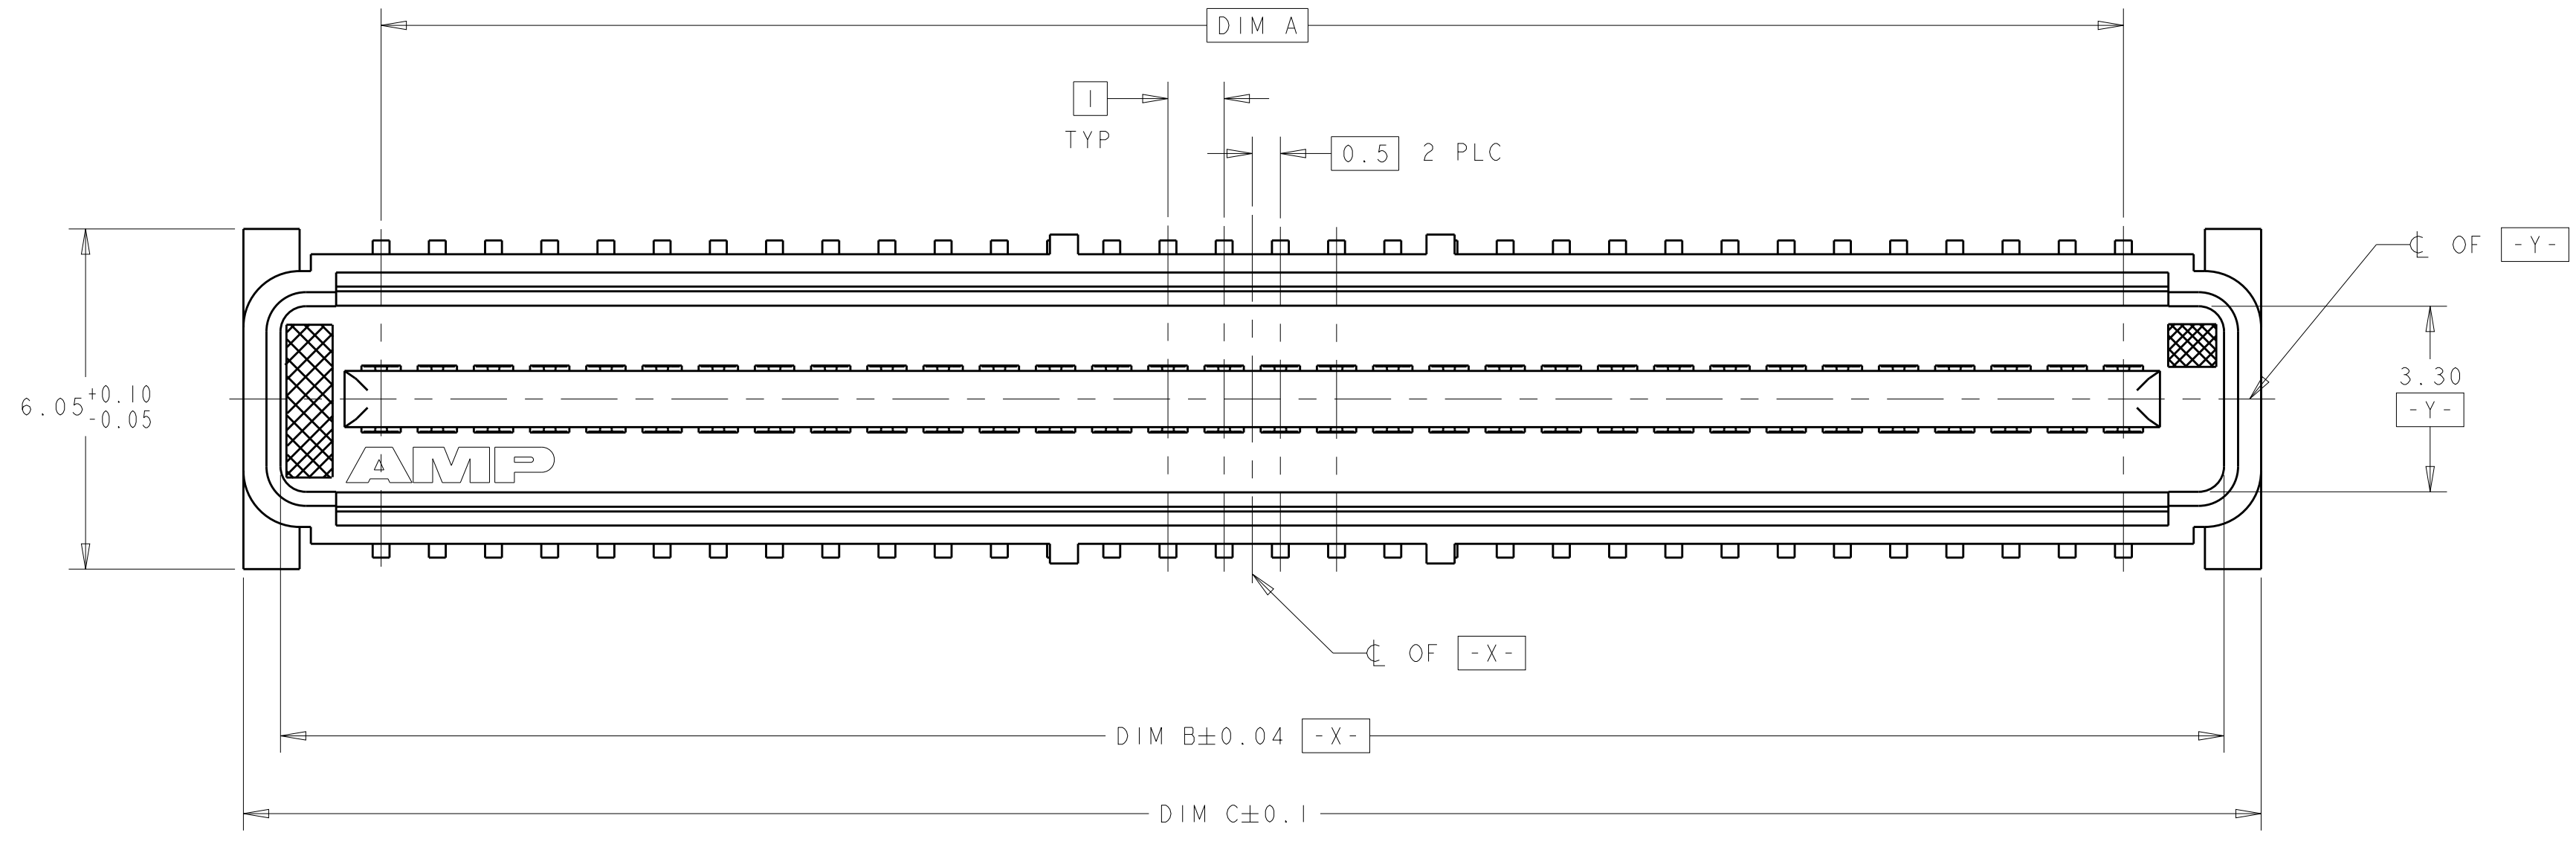 DIM A
1
TYP
0.5 2 PLC
℄ OF -Y-
6.05 +0.10
-0.05
3.30
-Y-
AMP
℄ OF -X-
DIM B±0.04 -X-
DIM C±0.1